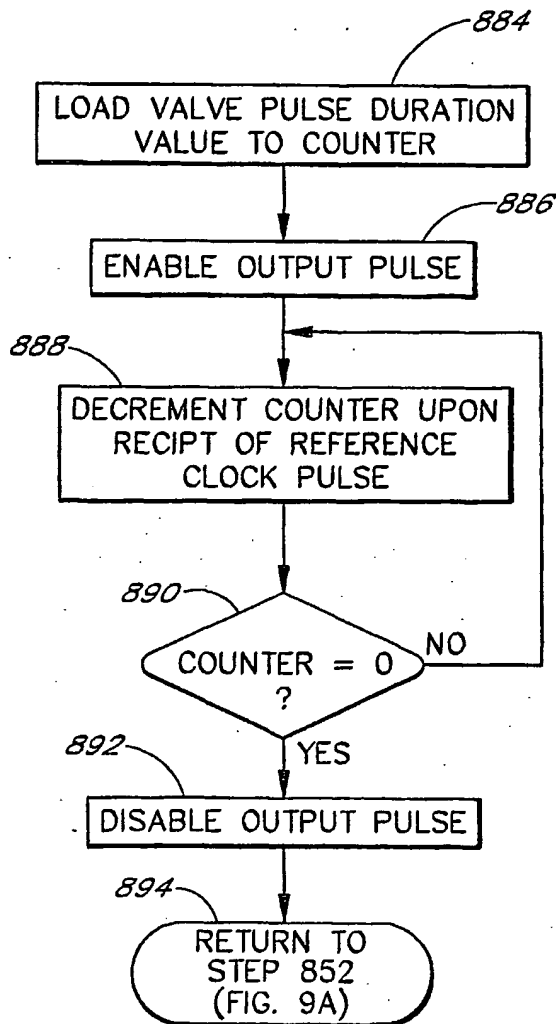 884
LOAD VALVE PULSE DURATION
VALUE TO COUNTER
886
ENABLE OUTPUT PULSE
888
DECREMENT COUNTER UPON
RECIPT OF REFERENCE
CLOCK PULSE
890
COUNTER = 0
?
NO
YES
892
DISABLE OUTPUT PULSE
894
RETURN TO
STEP 852
(FIG. 9A)